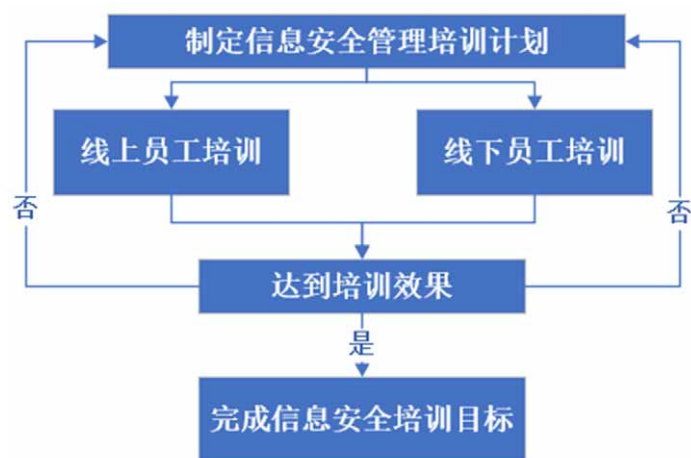 制定信息安全管理培训计划
线上员工培训
线下员工培训
否
否
达到培训效果
是
完成信息安全培训目标